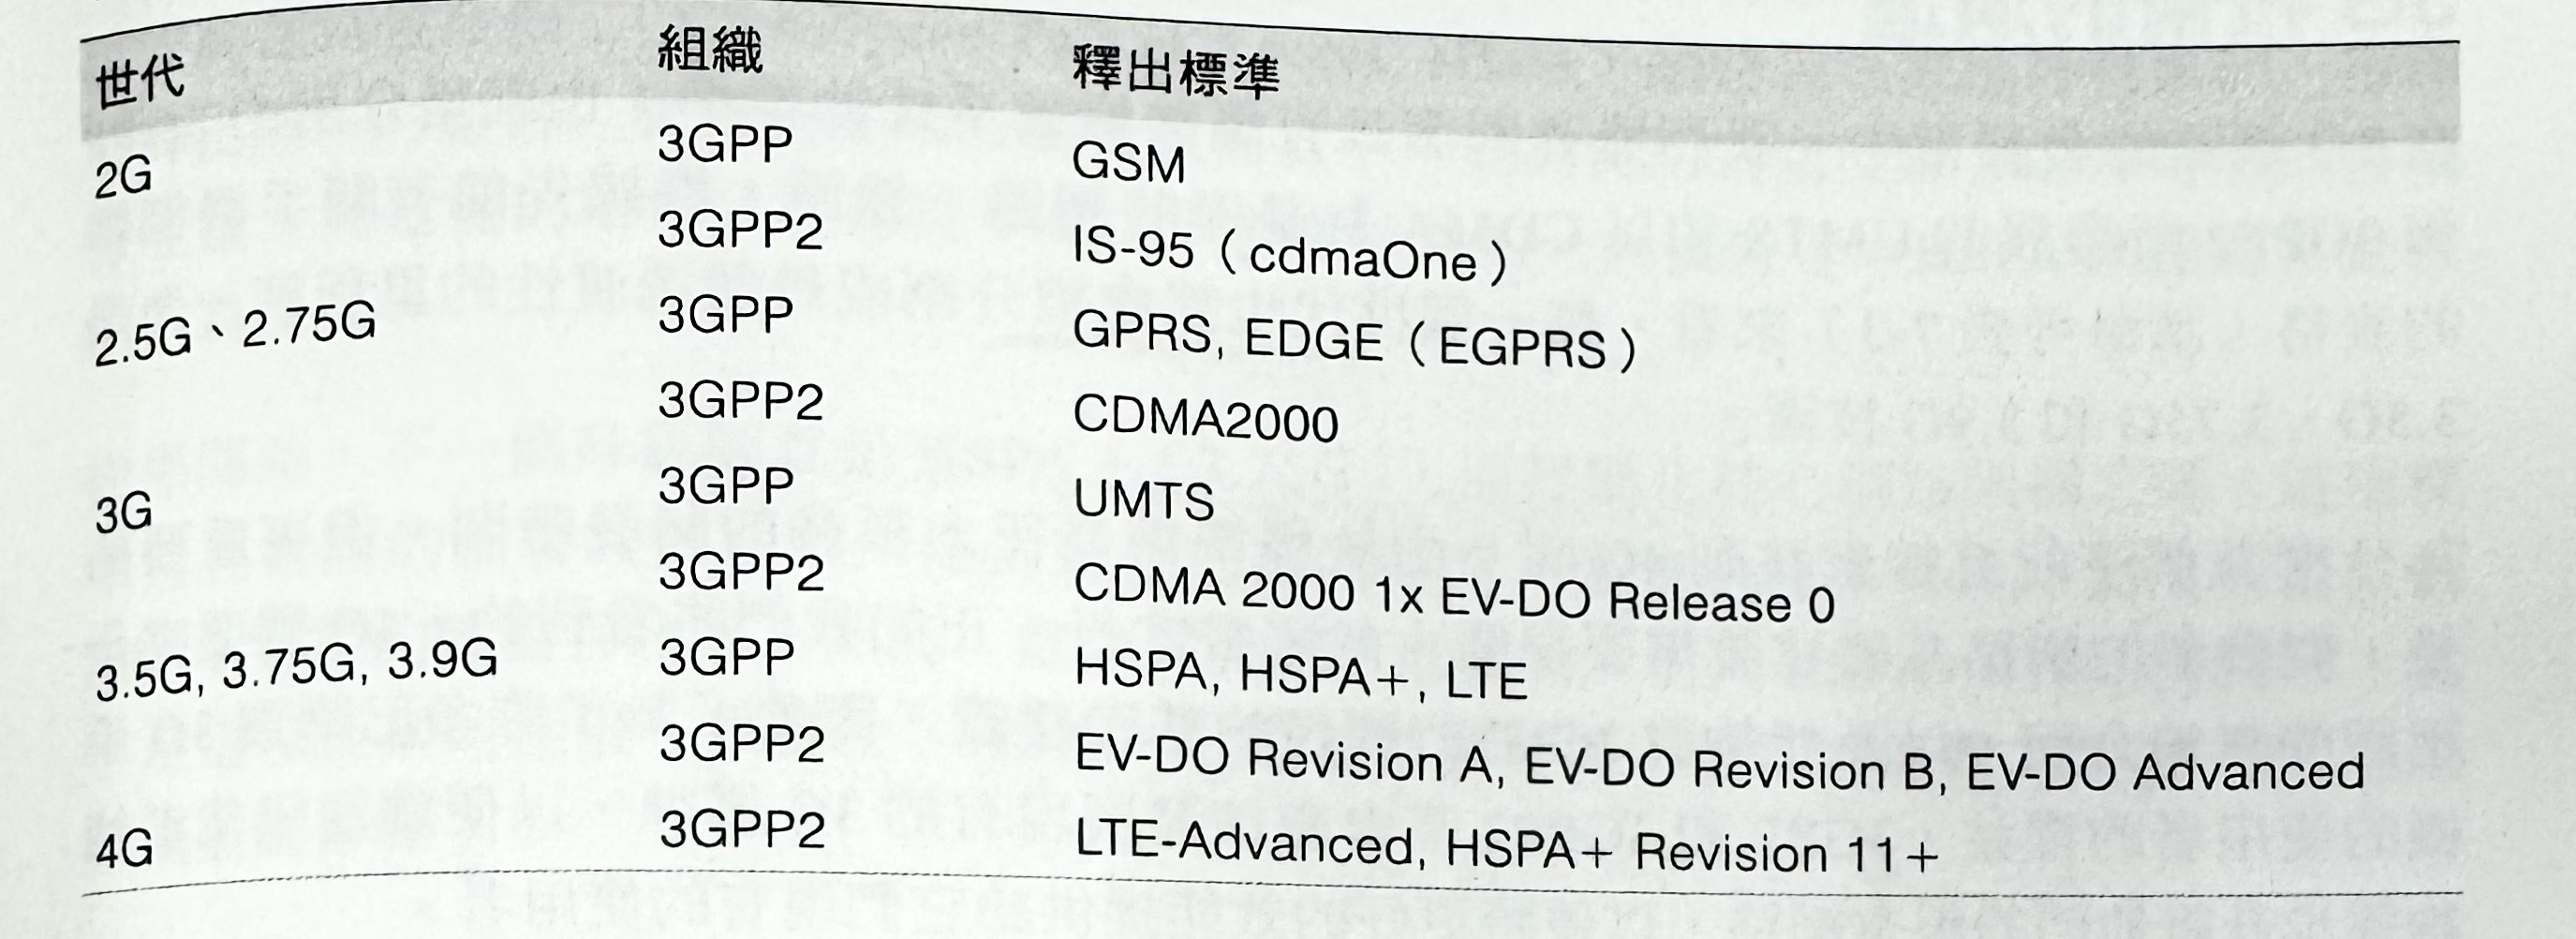 世代 組織 釋出標準
2G 3GPP GSM
3GPP2 IS-95（cdmaOne）
2.5G、2.75G 3GPP GPRS, EDGE（EGPRS）
3GPP2 CDMA2000
3G 3GPP UMTS
3GPP2 CDMA 2000 1x EV-DO Release 0
3.5G, 3.75G, 3.9G 3GPP HSPA, HSPA+, LTE
3GPP2 EV-DO Revision A, EV-DO Revision B, EV-DO Advanced
4G 3GPP2 LTE-Advanced, HSPA+ Revision 11+